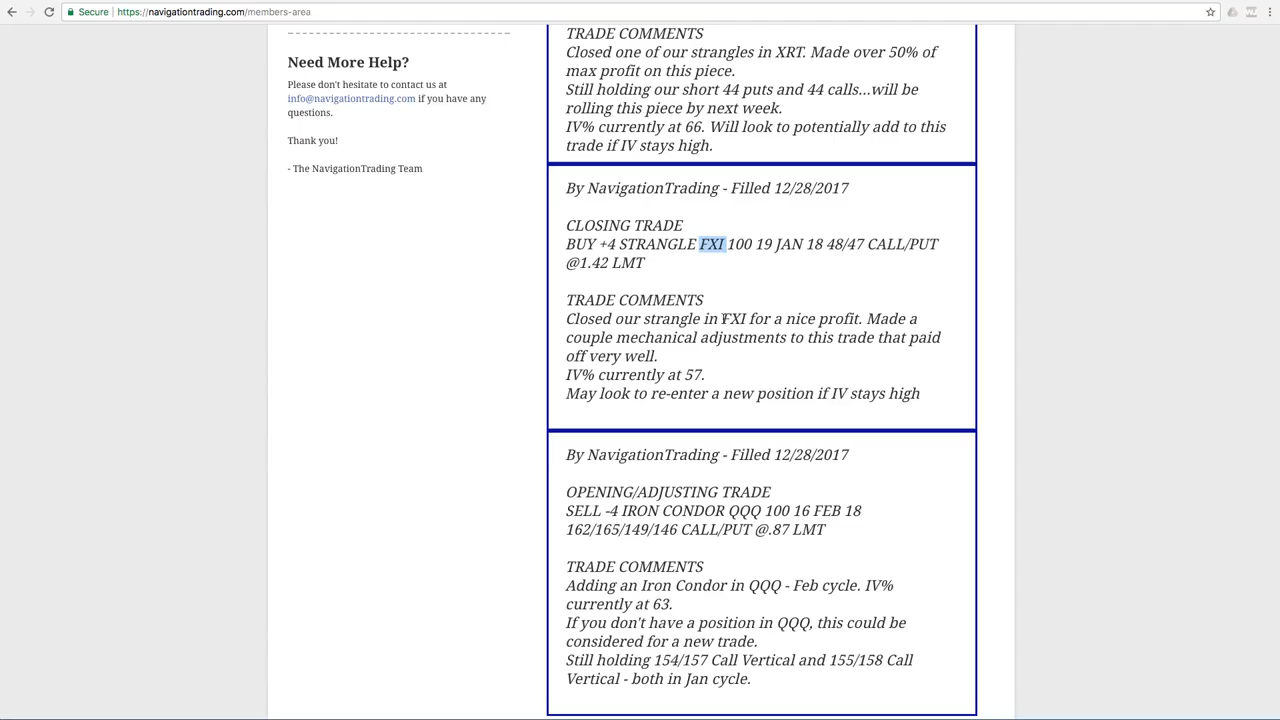 Secure
https://navigationtrading.com/members-area
Need More Help?
Please don't hesitate to contact us at
info@navigationtrading.com if you have any
questions.
Thank you!
- The NavigationTrading Team
TRADE COMMENTS
Closed one of our strangles in XRT. Made over 50% of
max profit on this piece.
Still holding our short 44 puts and 44 calls...will be
rolling this piece by next week.
IV% currently at 66. Will look to potentially add to this
trade if IV stays high.
By NavigationTrading - Filled 12/28/2017
CLOSING TRADE
BUY +4 STRANGLE FXI 100 19 JAN 18 48/47 CALL/PUT
@1.42 LMT
TRADE COMMENTS
Closed our strangle in FXI for a nice profit. Made a
couple mechanical adjustments to this trade that paid
off very well.
IV% currently at 57.
May look to re-enter a new position if IV stays high
By NavigationTrading - Filled 12/28/2017
OPENING/ADJUSTING TRADE
SELL -4 IRON CONDOR QQQ 100 16 FEB 18
162/165/149/146 CALL/PUT @.87 LMT
TRADE COMMENTS
Adding an Iron Condor in QQQ - Feb cycle. IV%
currently at 63.
If you don't have a position in QQQ, this could be
considered for a new trade.
Still holding 154/157 Call Vertical and 155/158 Call
Vertical - both in Jan cycle.